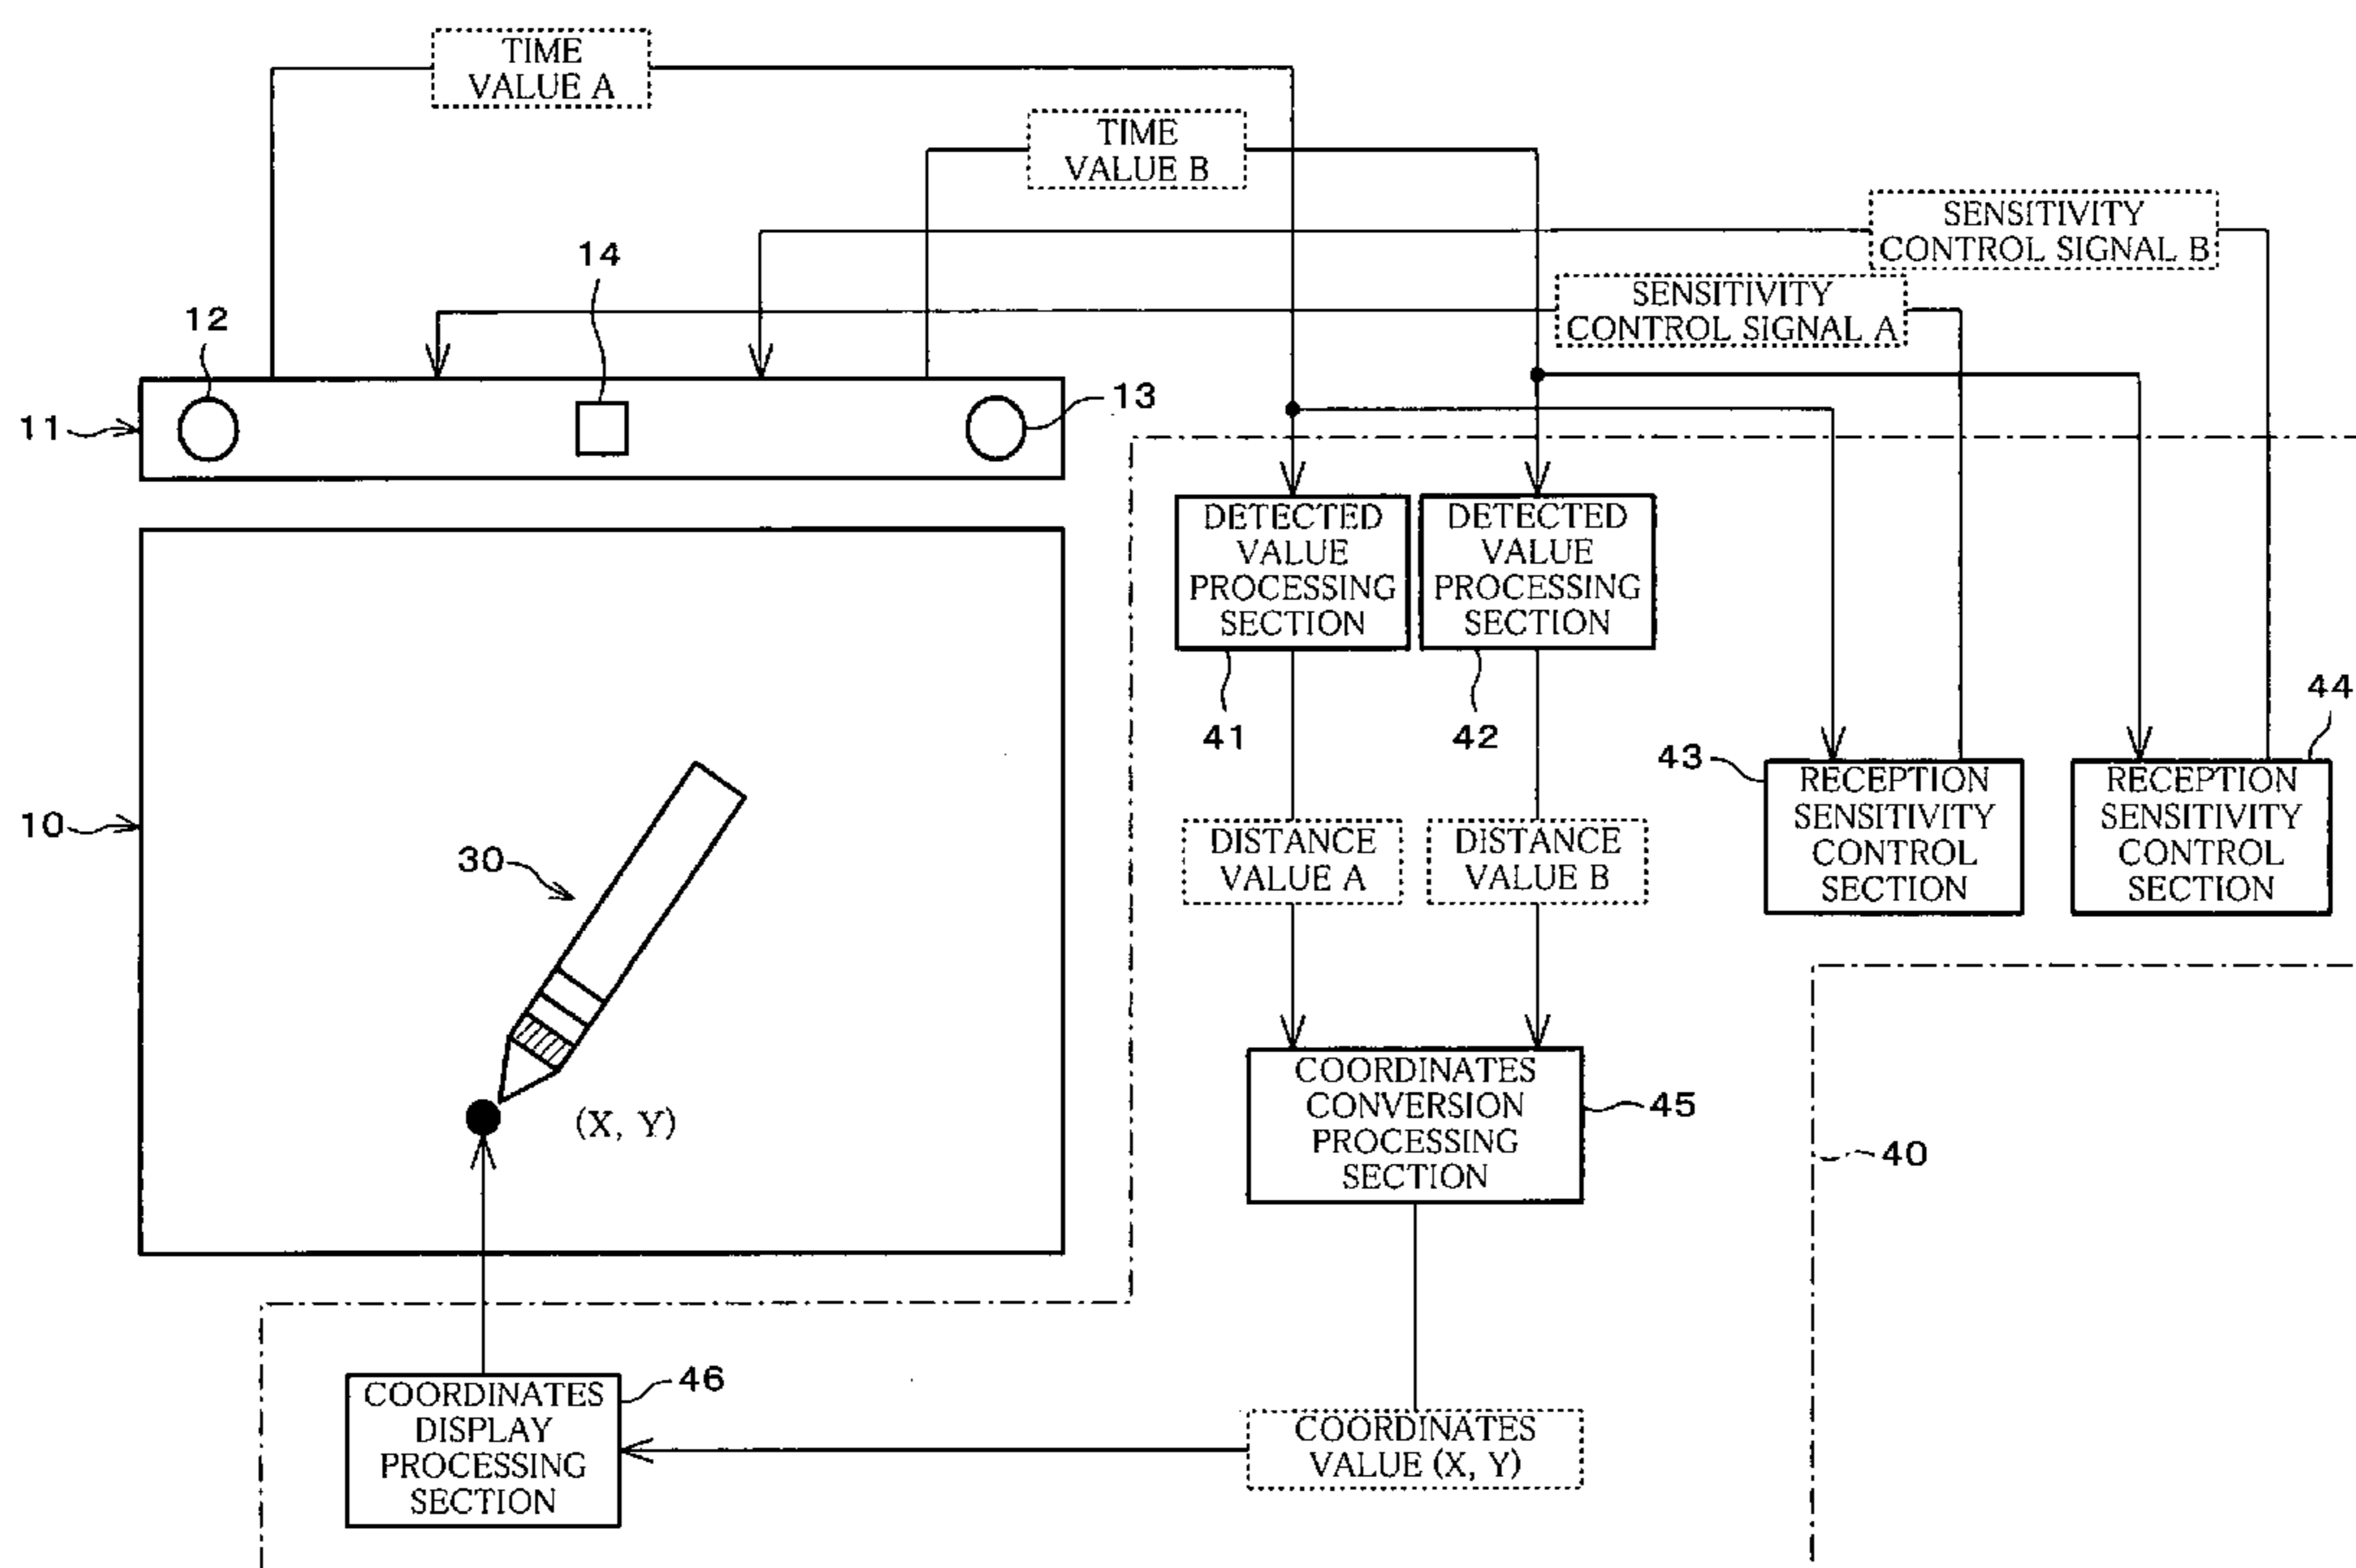 TIME
VALUE A
TIME
VALUE B
SENSITIVITY
CONTROL SIGNAL B
14
SENSITIVITY
CONTROL SIGNAL A
12
13
11
DETECTED
VALUE
PROCESSING
SECTION
DETECTED
VALUE
PROCESSING
SECTION
41
42
44
43
RECEPTION
SENSITIVITY
CONTROL
SECTION
RECEPTION
SENSITIVITY
CONTROL
SECTION
10
30
DISTANCE
VALUE A
DISTANCE
VALUE B
(X, Y)
COORDINATES
CONVERSION
PROCESSING
SECTION
45
40
46
COORDINATES
DISPLAY
PROCESSING
SECTION
COORDINATES
VALUE (X, Y)